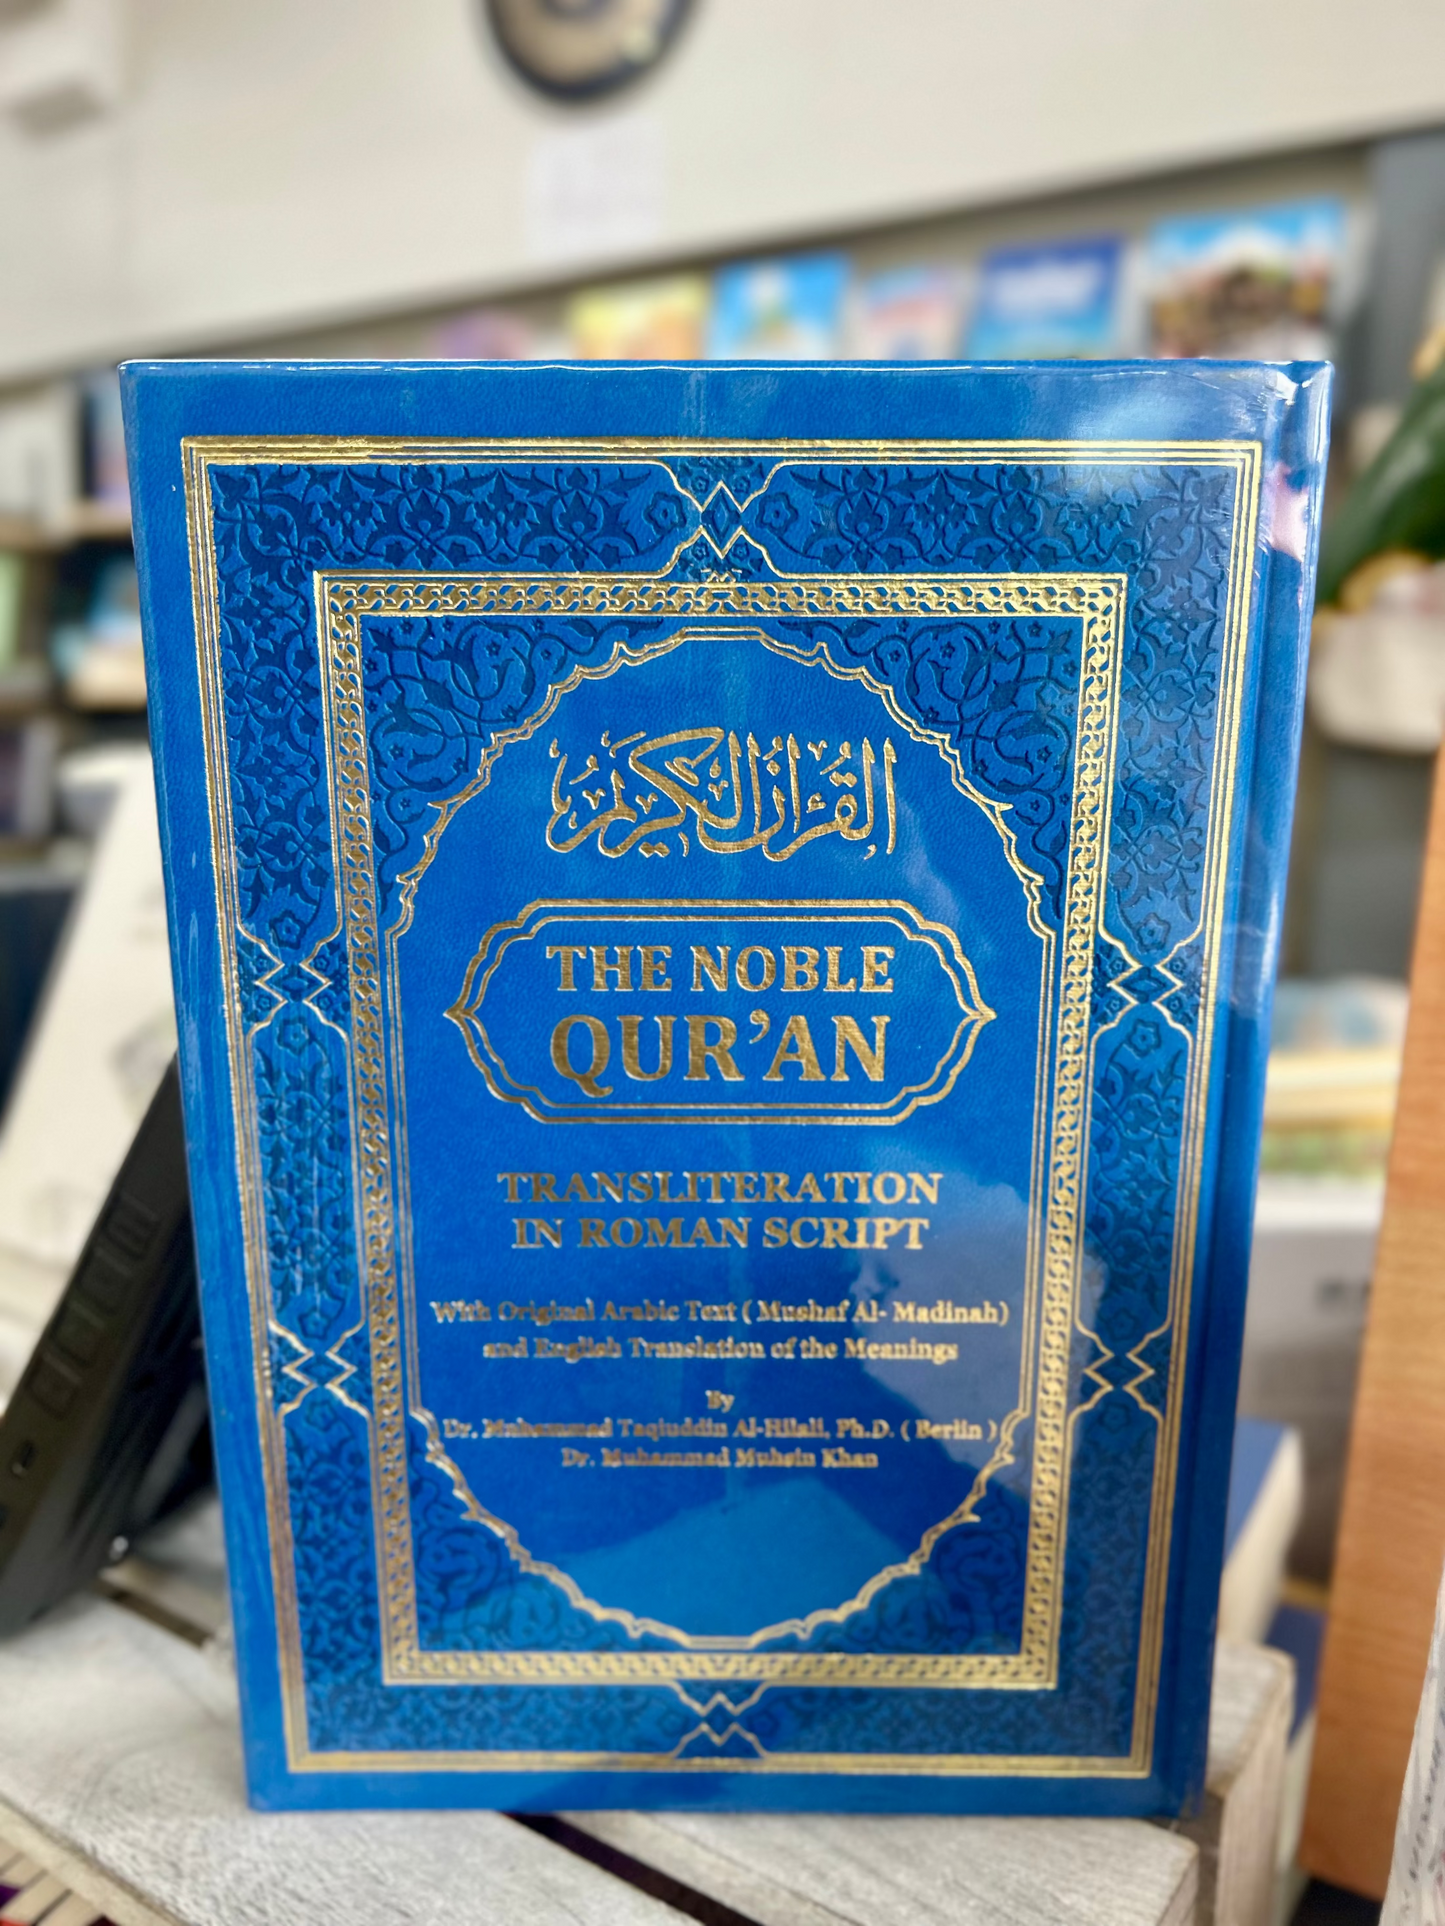 القرآن الكريم
THE NOBLE
QUR’AN
TRANSLITERATION
IN ROMAN SCRIPT
With Original Arabic Text ( Mushaf Al- Madinah)
and English Translation of the Meanings
By
Dr. Muhammad Taqiuddin Al-Hilali, Ph.D. ( Berlin )
Dr. Muhammad Muhsin Khan